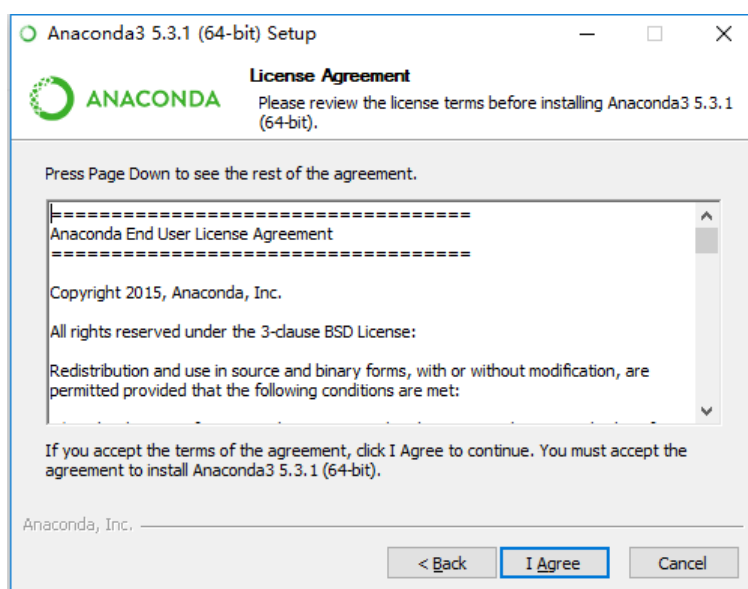 Anaconda3 5.3.1 (64-bit) Setup
ANACONDA
License Agreement
Please review the license terms before installing Anaconda3 5.3.1
(64-bit).
Press Page Down to see the rest of the agreement.
===================================
Anaconda End User License Agreement
===================================
Copyright 2015, Anaconda, Inc.
All rights reserved under the 3-clause BSD License:
Redistribution and use in source and binary forms, with or without modification, are
permitted provided that the following conditions are met:
If you accept the terms of the agreement, click I Agree to continue. You must accept the
agreement to install Anaconda3 5.3.1 (64-bit).
Anaconda, Inc.
< Back
I Agree
Cancel